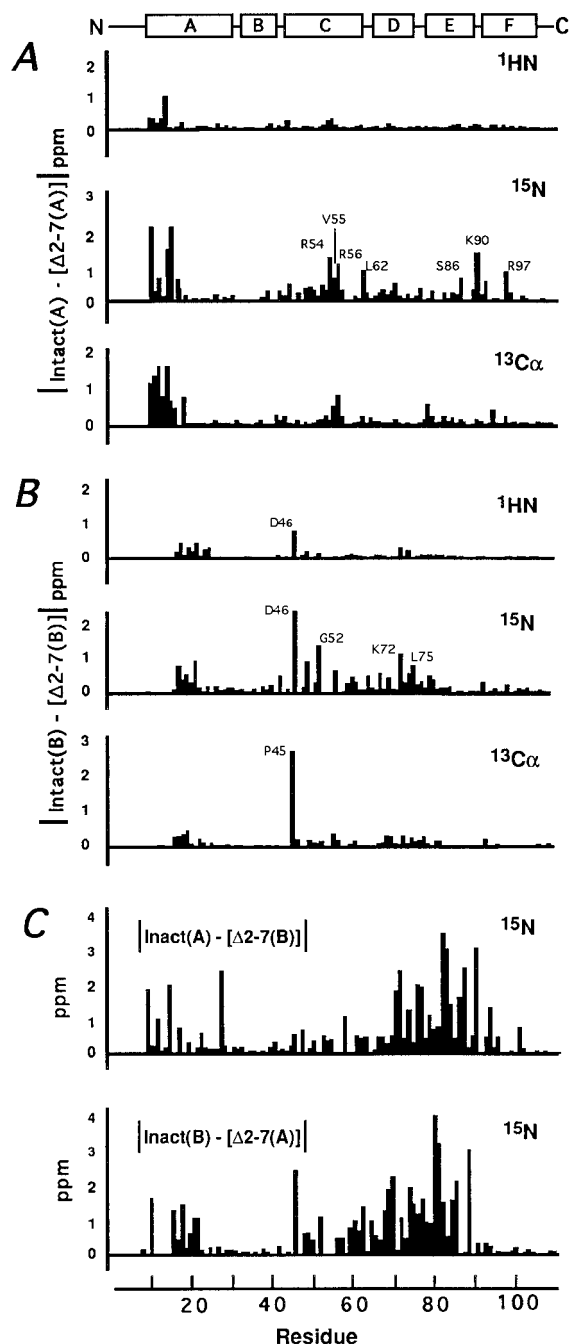 N A B C D E F C
A
¹HN
2
1
0
¹⁵N
3
2
1
0
R54
V55
R56
L62
S86
K90
R97
¹³Cα
2
1
0
|Intact(A) - [Δ2-7(A)]| ppm
B
¹HN
2
1
0
D46
¹⁵N
2
1
0
D46
G52
K72
L75
¹³Cα
3
2
1
0
P45
|Intact(B) - [Δ2-7(B)]| ppm
C
|Inact(A) - [Δ2-7(B)]|
¹⁵N
4
3
2
1
0
ppm
|Inact(B) - [Δ2-7(A)]|
¹⁵N
4
3
2
1
0
ppm
20 40 60 80 100
Residue